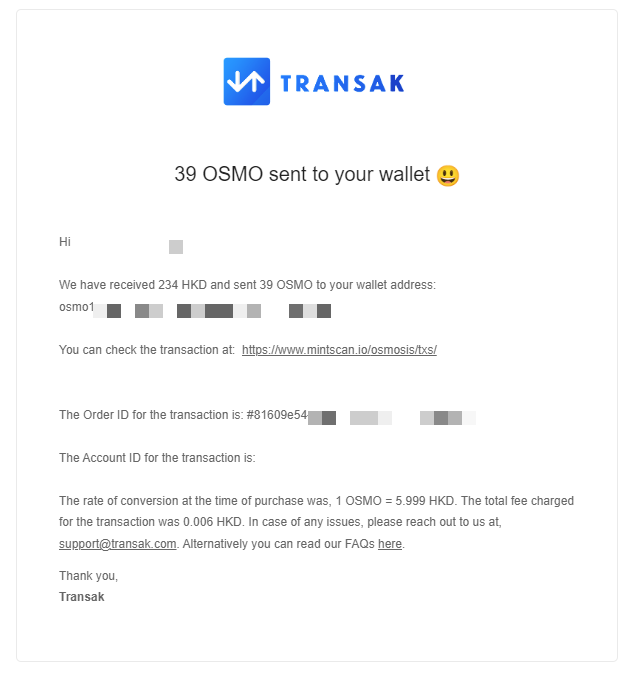 TRANSAK
39 OSMO sent to your wallet 😃
Hi
We have received 234 HKD and sent 39 OSMO to your wallet address:
osmo1
You can check the transaction at: https://www.mintscan.io/osmosis/txs/
The Order ID for the transaction is: #81609e54
The Account ID for the transaction is:
The rate of conversion at the time of purchase was, 1 OSMO = 5.999 HKD. The total fee charged
for the transaction was 0.006 HKD. In case of any issues, please reach out to us at,
support@transak.com. Alternatively you can read our FAQs here.
Thank you,
Transak